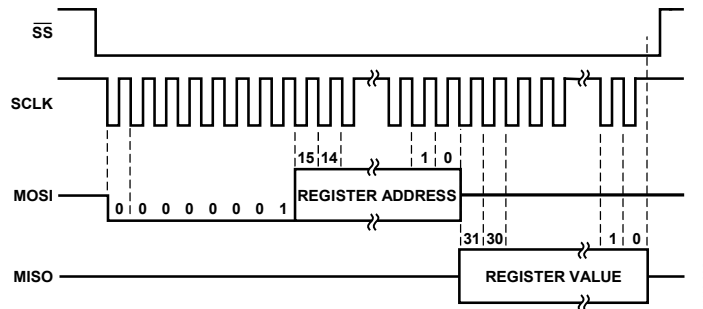 SS
SCLK
15 14 1 0
MOSI REGISTER ADDRESS
0 0 0 0 0 0 0 1
31 30 1 0
MISO REGISTER VALUE